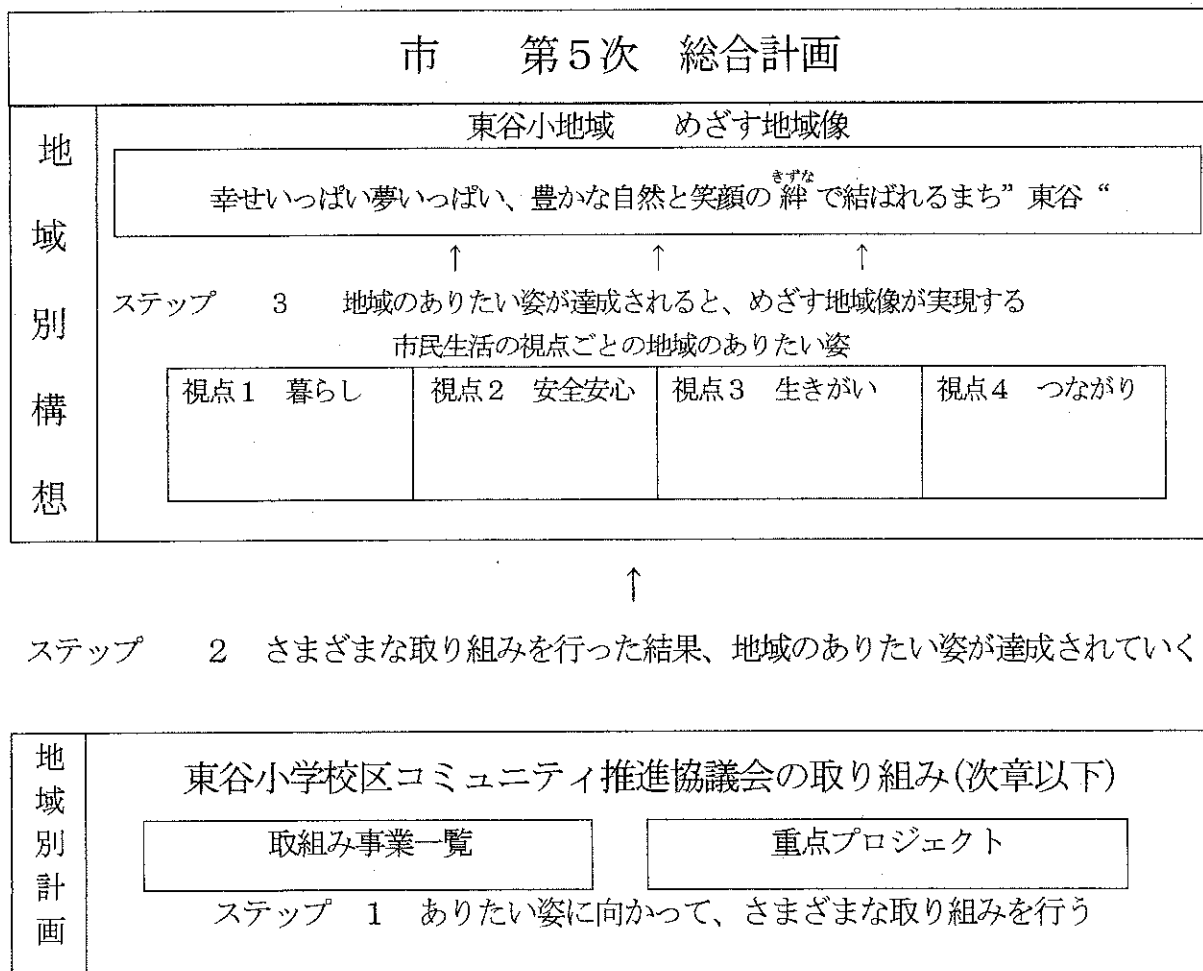 市　第5次　総合計画
地域別構想
東谷小地域　めざす地域像
きずな
幸せいっぱい夢いっぱい、豊かな自然と笑顔の絆で結ばれるまち”東谷“
↑　↑　↑
ステップ　3　地域のありたい姿が達成されると、めざす地域像が実現する
市民生活の視点ごとの地域のありたい姿
視点1　暮らし　視点2　安全安心　視点3　生きがい　視点4　つながり
↑
ステップ　2　さまざまな取り組みを行った結果、地域のありたい姿が達成されていく
地域別計画
東谷小学校区コミュニティ推進協議会の取り組み(次章以下)
取組み事業一覧　重点プロジェクト
ステップ　1　ありたい姿に向かって、さまざまな取り組みを行う